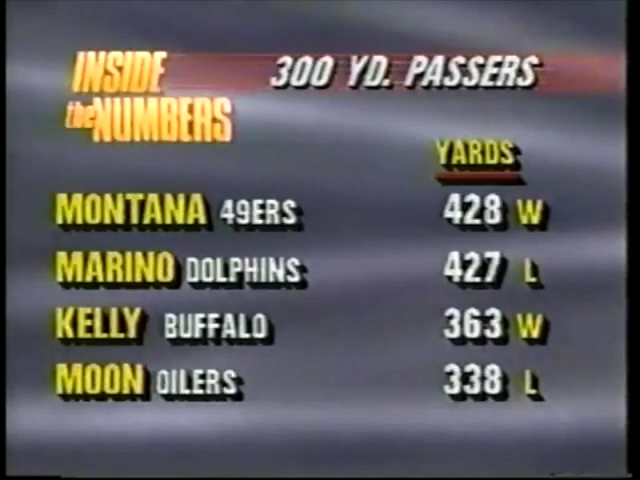 INSIDE the NUMBERS
300 YD. PASSERS
YARDS
MONTANA 49ERS 428 W
MARINO DOLPHINS 427 L
KELLY BUFFALO 363 W
MOON OILERS 338 L